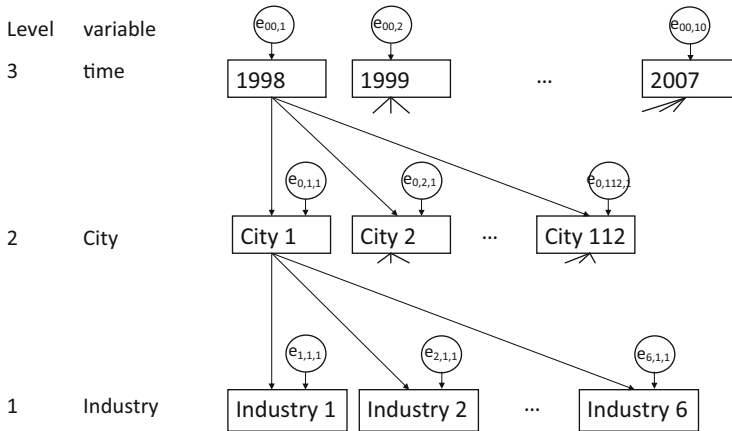 Level variable e00,1 e00,2 e00,10
3 time 1998 1999 ... 2007
e0,1,1 e0,2,1 e0,112,1
2 City City 1 City 2 ... City 112
e1,1,1 e2,1,1 e6,1,1
1 Industry Industry 1 Industry 2 ... Industry 6